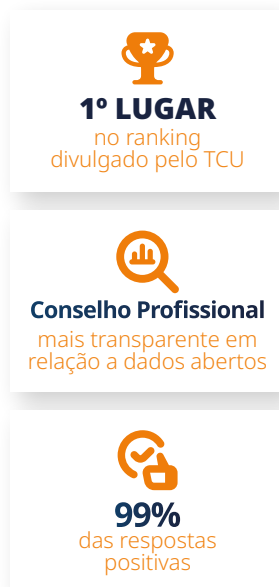 1º LUGAR
no ranking
divulgado pelo TCU
Conselho Profissional
mais transparente em
relação a dados abertos
99%
das respostas
positivas